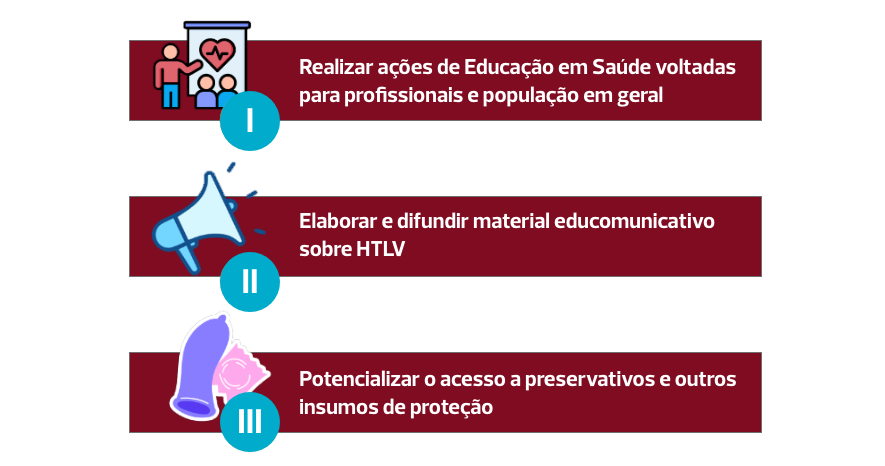 Realizar ações de Educação em Saúde voltadas
para profissionais e população em geral
I
Elaborar e difundir material educomunicativo
sobre HTLV
II
Potencializar o acesso a preservativos e outros
insumos de proteção
III